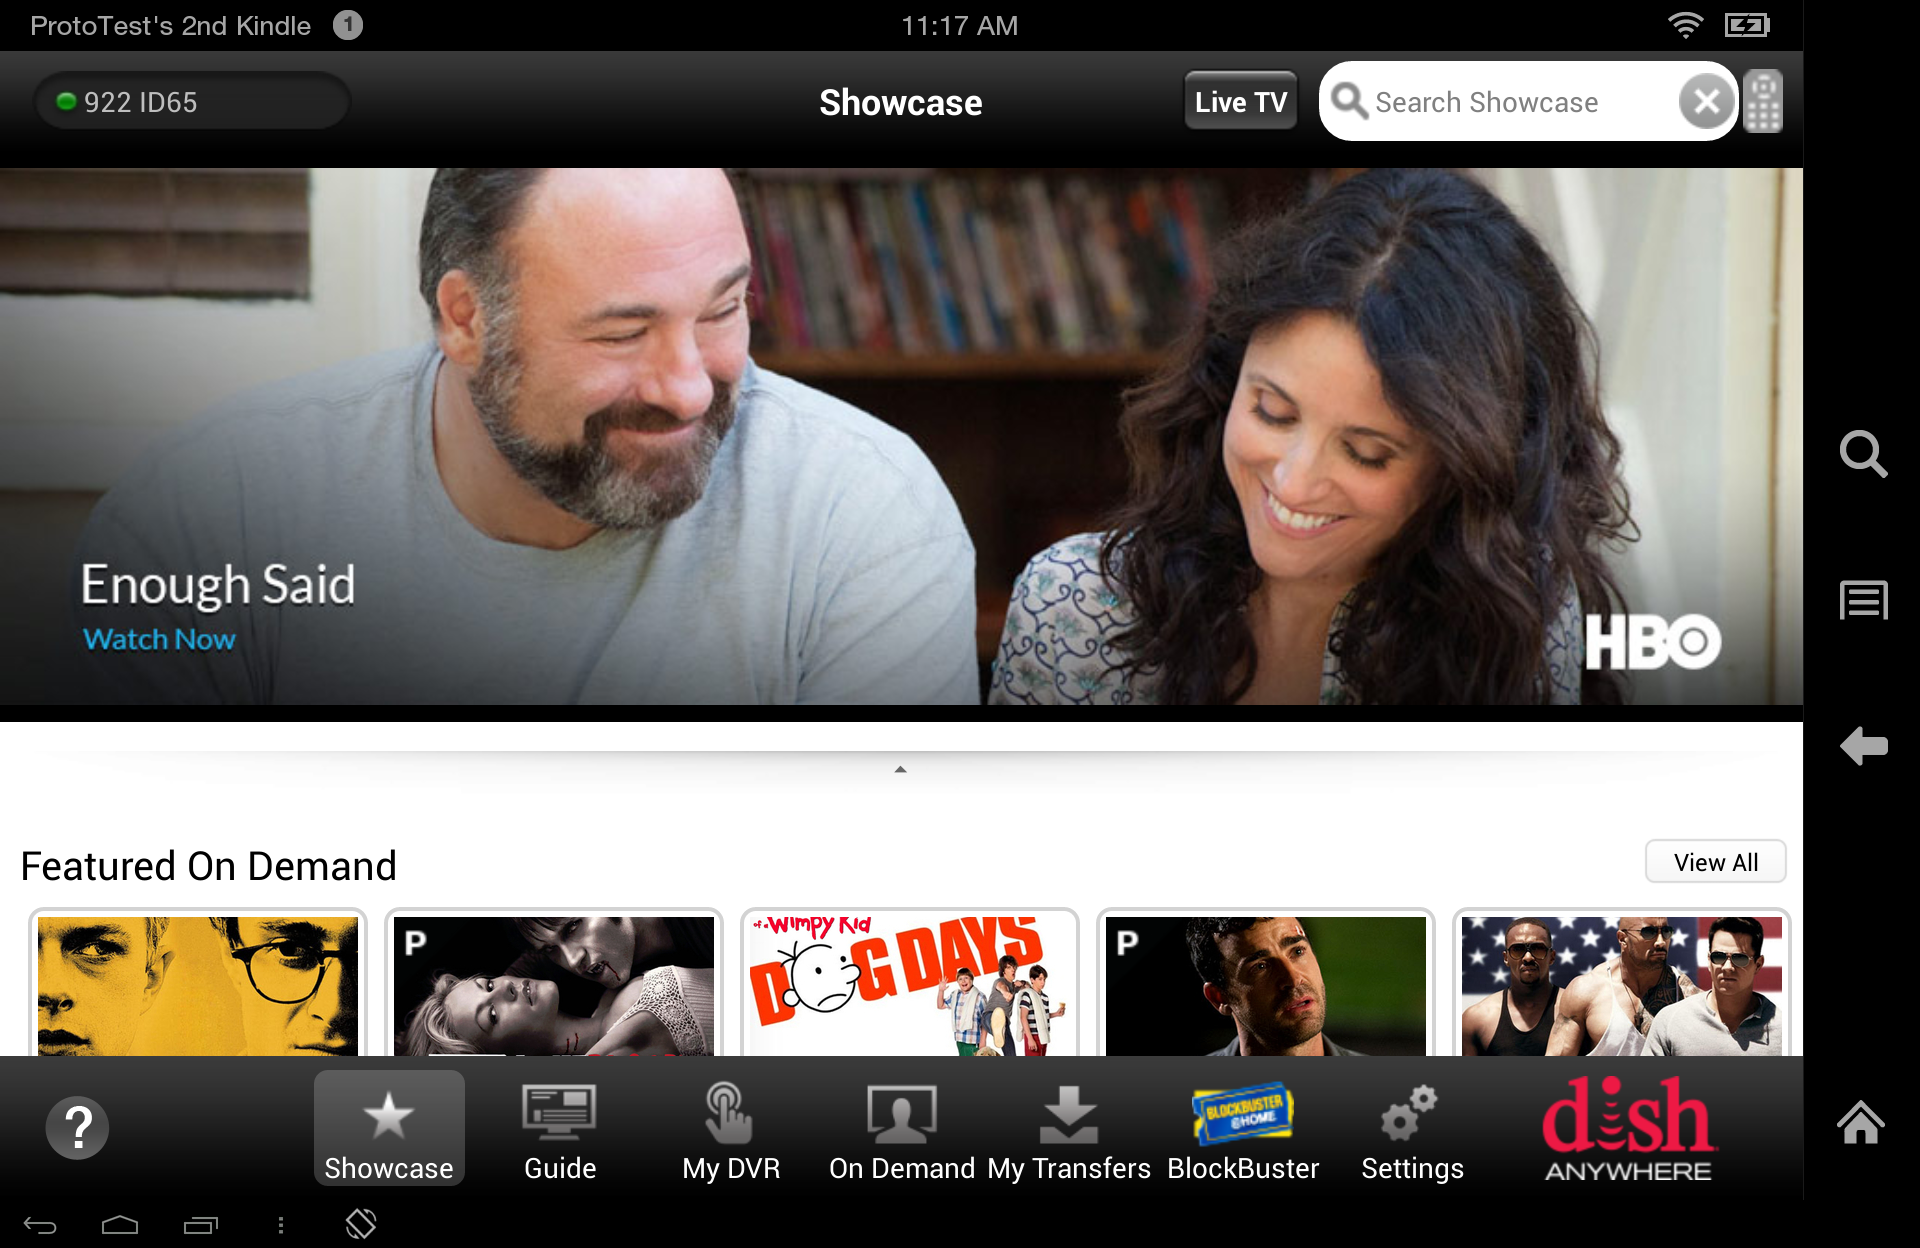 ProtoTest's 2nd Kindle 1 11:17 AM
922 ID65 Showcase Live TV Search Showcase
Enough Said
Watch Now
HBO
Featured On Demand View All
P
of a Wimpy Kid
DOG DAYS
P
? Showcase Guide My DVR On Demand My Transfers BlockBuster Settings
BLOCKBUSTER
@HOME
dish
ANYWHERE